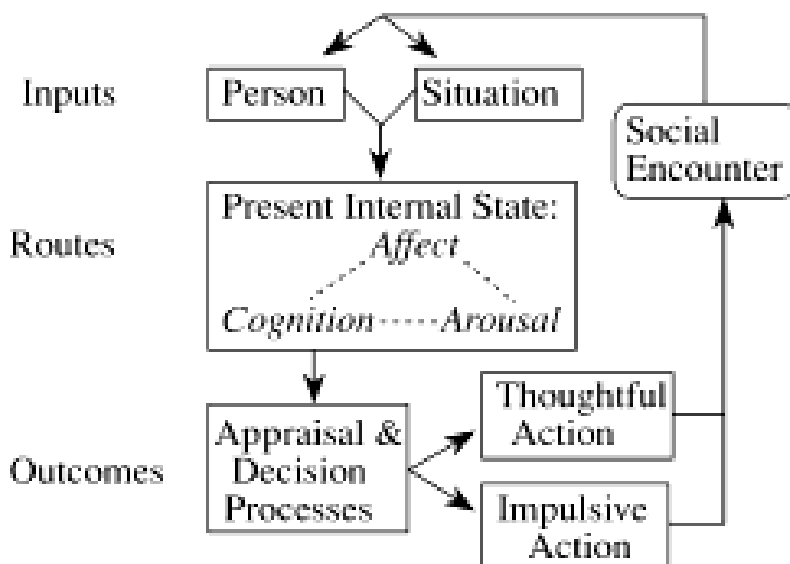 Inputs
Person
Situation
Social
Encounter
Routes
Present Internal State:
Affect
Cognition
Arousal
Outcomes
Appraisal &
Decision
Processes
Thoughtful
Action
Impulsive
Action